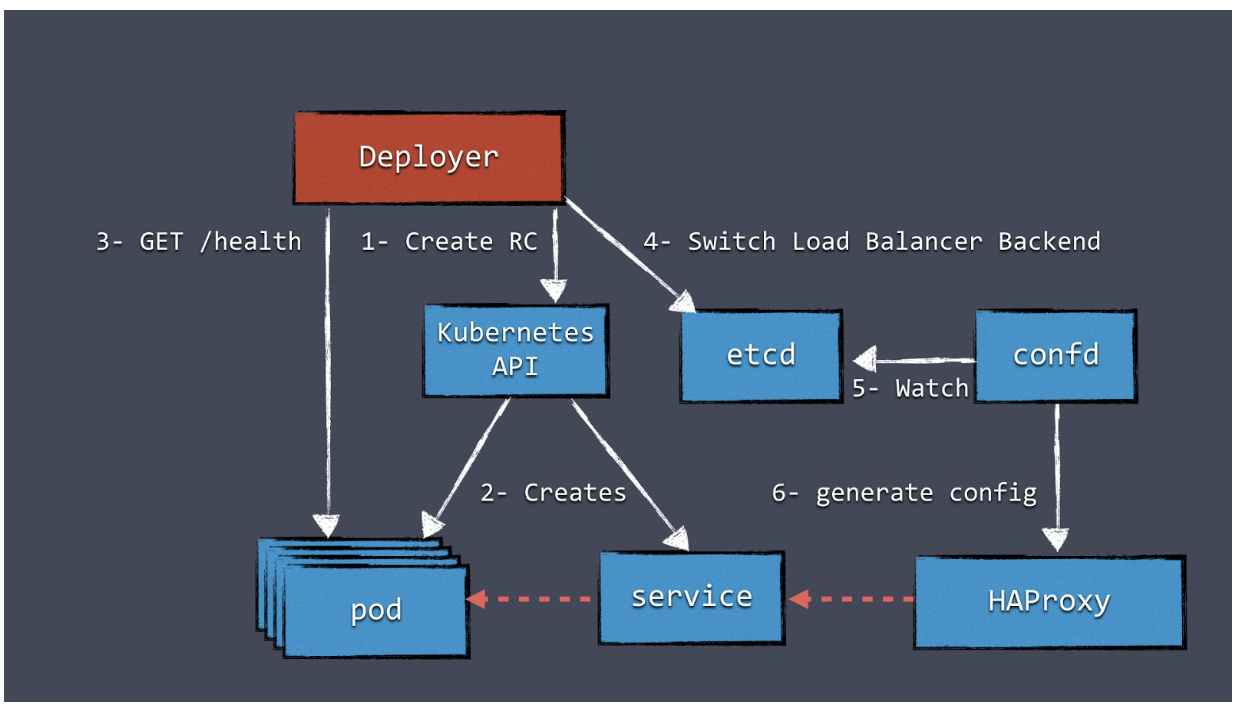 Deployer
3- GET /health
1- Create RC
4- Switch Load Balancer Backend
Kubernetes
API
etcd
confd
5- Watch
2- Creates
6- generate config
pod
service
HAProxy